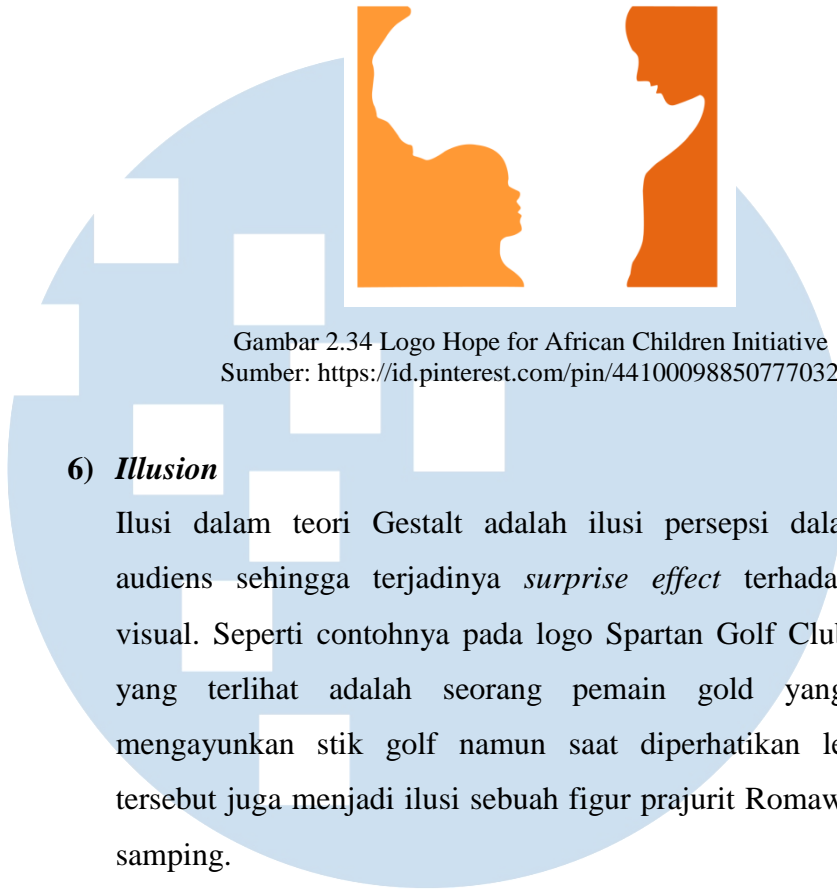 Gambar 2.34 Logo Hope for African Children Initiative
Sumber: https://id.pinterest.com/pin/44100098850777032
6) Illusion
Ilusi dalam teori Gestalt adalah ilusi persepsi dala
audiens sehingga terjadinya surprise effect terhada
visual. Seperti contohnya pada logo Spartan Golf Club
yang terlihat adalah seorang pemain gold yang
mengayunkan stik golf namun saat diperhatikan le
tersebut juga menjadi ilusi sebuah figur prajurit Romaw
samping.